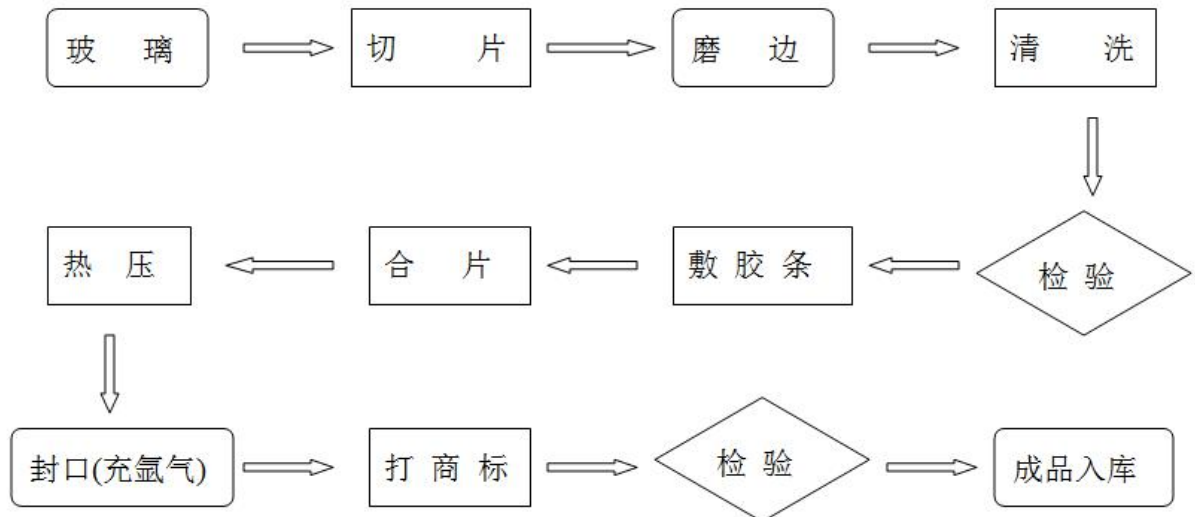 玻 璃
切 片
磨 边
清 洗
检 验
敷 胶 条
合 片
热 压
封口(充氩气)
打 商 标
检 验
成品入库